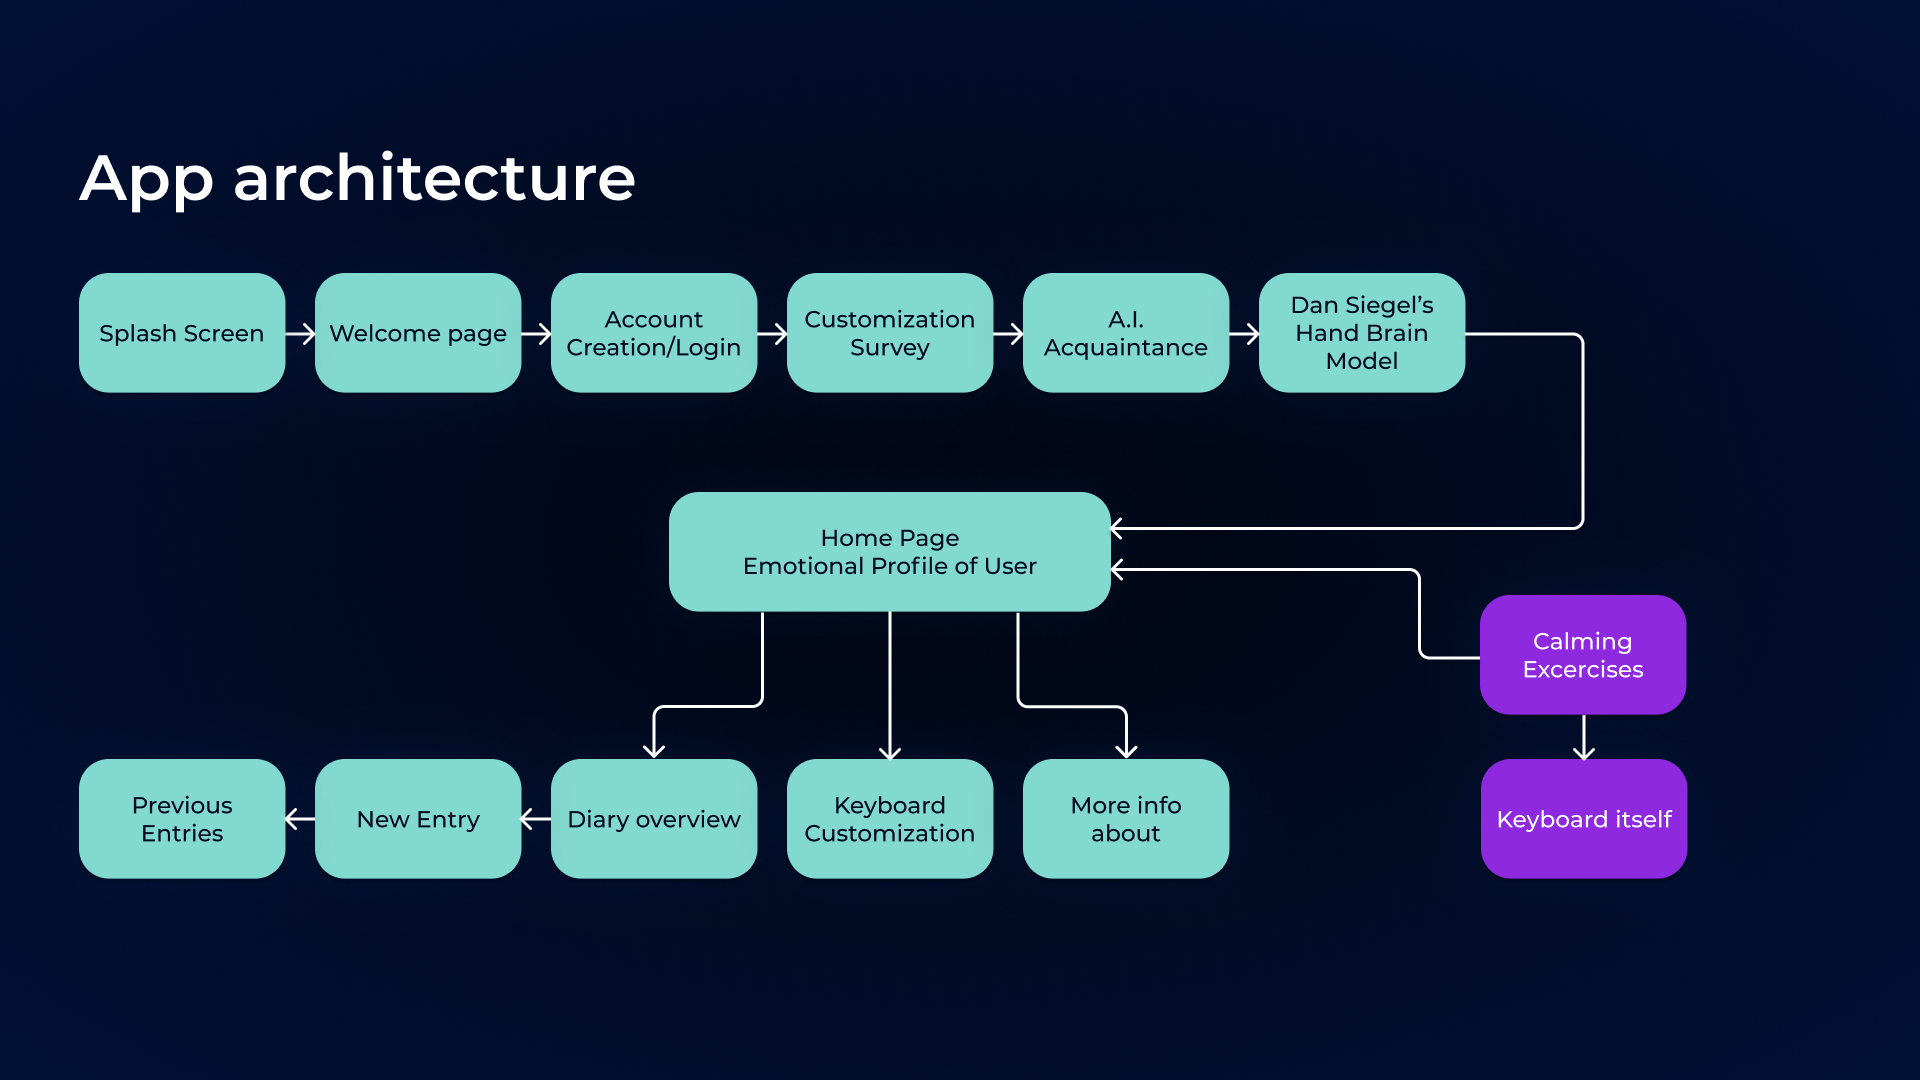 App architecture
Splash Screen
Welcome page
Account
Creation/Login
Customization
Survey
A.I.
Acquaintance
Dan Siegel’s
Hand Brain
Model
Home Page
Emotional Profile of User
Calming
Excercises
Previous
Entries
New Entry
Diary overview
Keyboard
Customization
More info
about
Keyboard itself